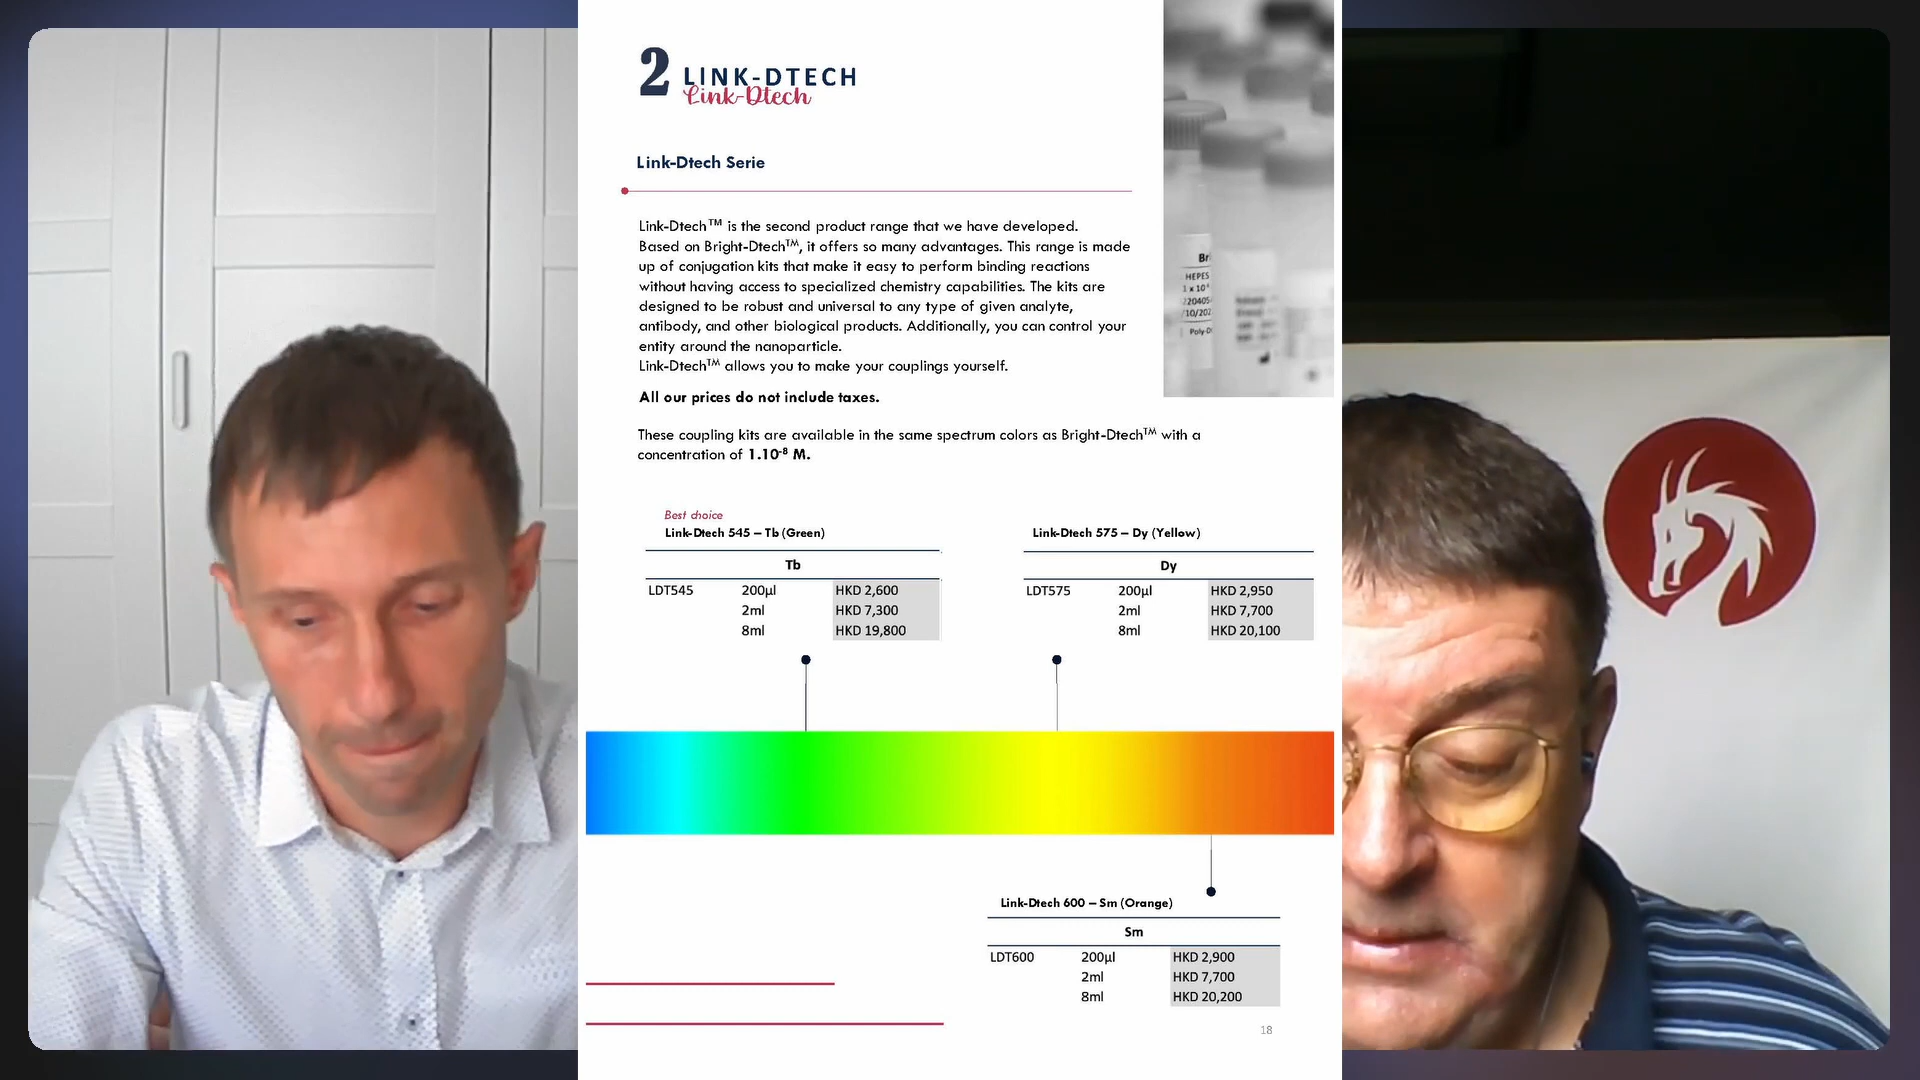 2 LINK-DTECH
Link-Dtech
Link-Dtech Serie
Link-Dtech™ is the second product range that we have developed.
Based on Bright-Dtech™, it offers so many advantages. This range is made
up of conjugation kits that make it easy to perform binding reactions
without having access to specialized chemistry capabilities. The kits are
designed to be robust and universal to any type of given analyte,
antibody, and other biological products. Additionally, you can control your
entity around the nanoparticle.
Link-Dtech™ allows you to make your couplings yourself.
All our prices do not include taxes.
These coupling kits are available in the same spectrum colors as Bright-Dtech™ with a
concentration of 1.10⁻⁸ M.
Bri
HEPES
1 x 10
220405
/10/202
Poly-D
Best choice
Link-Dtech 545 – Tb (Green)
Tb
LDT545 200µl HKD 2,600
2ml HKD 7,300
8ml HKD 19,800
Link-Dtech 575 – Dy (Yellow)
Dy
LDT575 200µl HKD 2,950
2ml HKD 7,700
8ml HKD 20,100
Link-Dtech 600 – Sm (Orange)
Sm
LDT600 200µl HKD 2,900
2ml HKD 7,700
8ml HKD 20,200
18